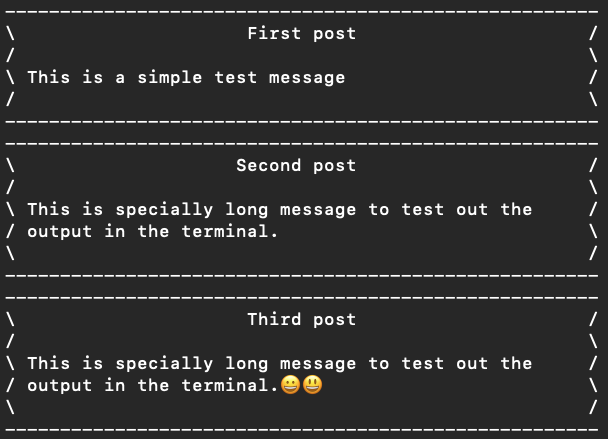 ------------------------------------------------------
\                     First post                     /
/                                                    \
\ This is a simple test message                      /
/                                                    \
------------------------------------------------------
------------------------------------------------------
\                    Second post                     /
/                                                    \
\ This is specially long message to test out the     /
/ output in the terminal.                            \
\                                                    /
------------------------------------------------------
------------------------------------------------------
\                     Third post                     /
/                                                    \
\ This is specially long message to test out the     /
/ output in the terminal.😀😃                        \
\                                                    /
------------------------------------------------------